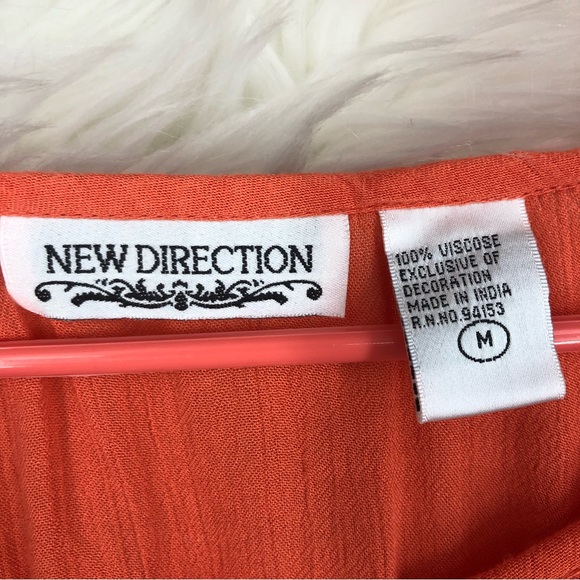 NEW DIRECTION
100% VISCOSE
EXCLUSIVE OF
DECORATION
MADE IN INDIA
R.N.NO.94153
M